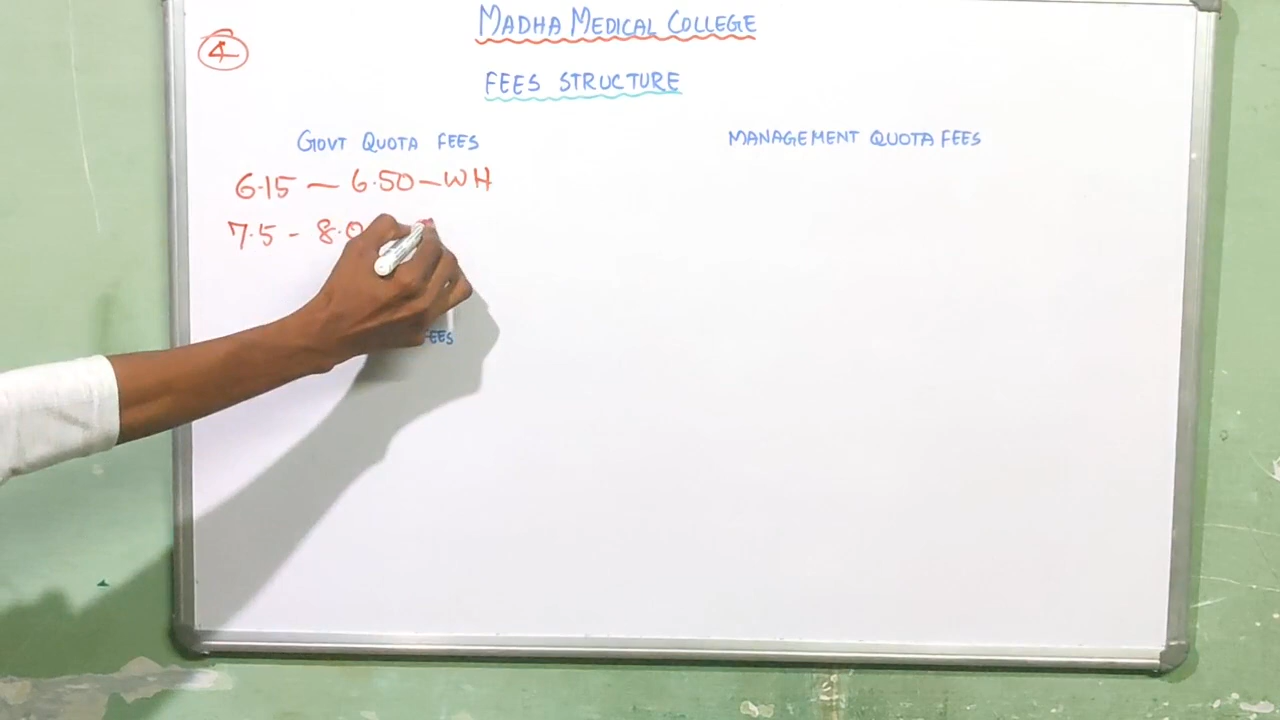 4
MADHA MEDICAL COLLEGE
FEES STRUCTURE
GOVT QUOTA FEES
MANAGEMENT QUOTA FEES
6.15 — 6.50 — WH
7.5 - 8.0
FEES